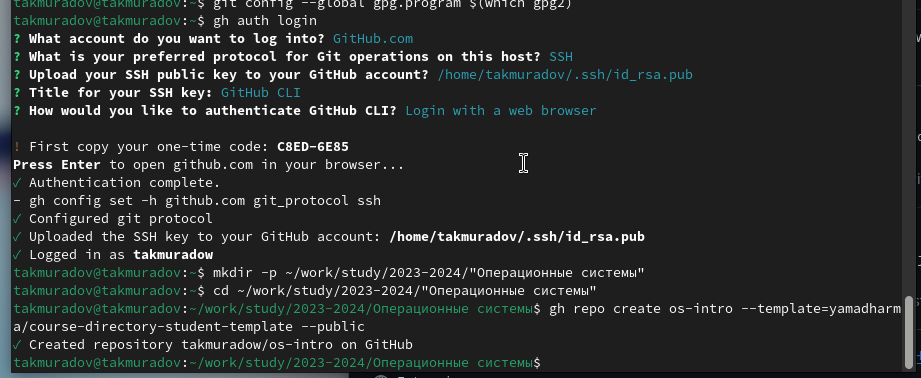 takmuradov@takmuradov:~$ git config --global gpg.program $(which gpg2)
takmuradov@takmuradov:~$ gh auth login
? What account do you want to log into? GitHub.com
? What is your preferred protocol for Git operations on this host? SSH
? Upload your SSH public key to your GitHub account? /home/takmuradov/.ssh/id_rsa.pub
? Title for your SSH key: GitHub CLI
? How would you like to authenticate GitHub CLI? Login with a web browser
! First copy your one-time code: C8ED-6E85
Press Enter to open github.com in your browser...
✓ Authentication complete.
- gh config set -h github.com git_protocol ssh
✓ Configured git protocol
✓ Uploaded the SSH key to your GitHub account: /home/takmuradov/.ssh/id_rsa.pub
✓ Logged in as takmuradow
takmuradov@takmuradov:~$ mkdir -p ~/work/study/2023-2024/"Операционные системы"
takmuradov@takmuradov:~$ cd ~/work/study/2023-2024/"Операционные системы"
takmuradov@takmuradov:~/work/study/2023-2024/Операционные системы$ gh repo create os-intro --template=yamadharm
a/course-directory-student-template --public
✓ Created repository takmuradow/os-intro on GitHub
takmuradov@takmuradov:~/work/study/2023-2024/Операционные системы$